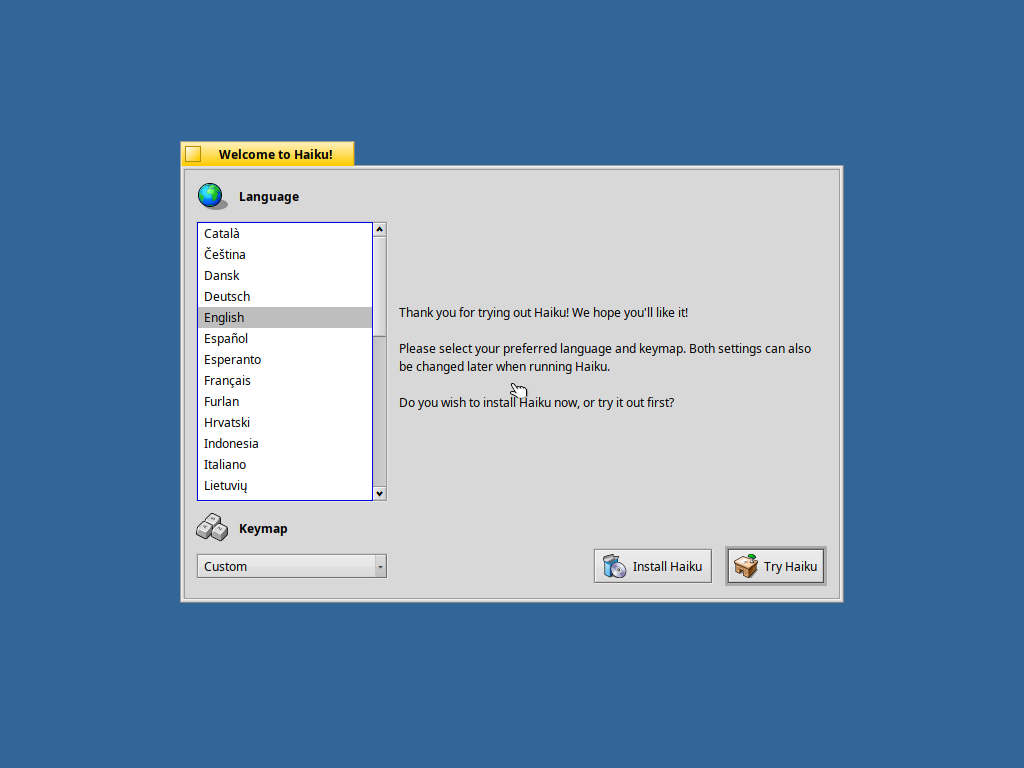 Welcome to Haiku!
Language
Català
Čeština
Dansk
Deutsch
English
Español
Esperanto
Français
Furlan
Hrvatski
Indonesia
Italiano
Lietuvių
Thank you for trying out Haiku! We hope you'll like it!
Please select your preferred language and keymap. Both settings can also
be changed later when running Haiku.
Do you wish to install Haiku now, or try it out first?
Keymap
Custom
Install Haiku
Try Haiku